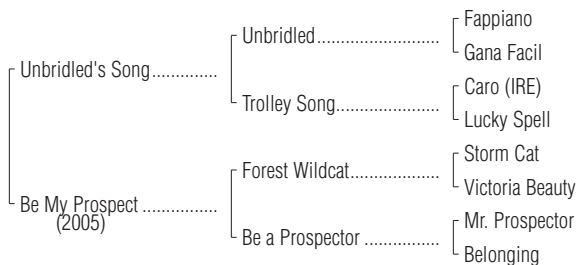 Fappiano
Unbridled........................
Gana Facil
Unbridled's Song.............
Caro (IRE)
Trolley Song....................
Lucky Spell
Storm Cat
Forest Wildcat.................
Victoria Beauty
Be My Prospect ...............
(2005)
Mr. Prospector
Be a Prospector ..............
Belonging